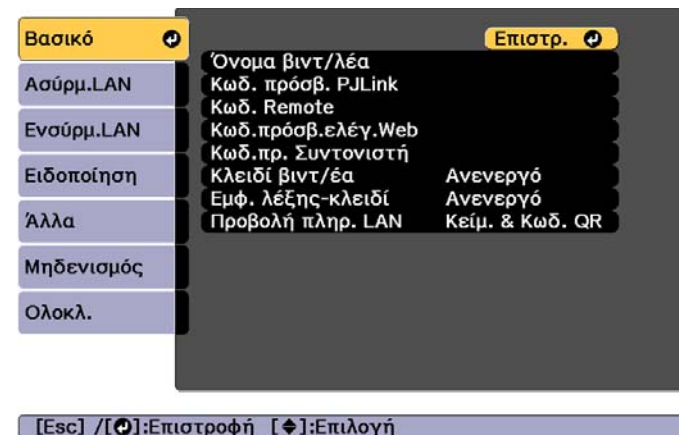 Βασικό
Επιστρ.
Όνομα βιντ/λέα
Ασύρμ.LAN
Κωδ. πρόσβ. PJLink
Κωδ. Remote
Ενσύρμ.LAN
Κωδ.πρόσβ.ελέγ.Web
Κωδ.πρ. Συντονιστή
Ειδοποίηση
Κλειδί βιντ/έα Ανενεργό
Εμφ. λέξης-κλειδί Ανενεργό
Άλλα
Προβολή πληρ. LAN Κείμ. & Κωδ. QR
Μηδενισμός
Ολοκλ.
[Esc] /[]:Επιστροφή []:Επιλογή